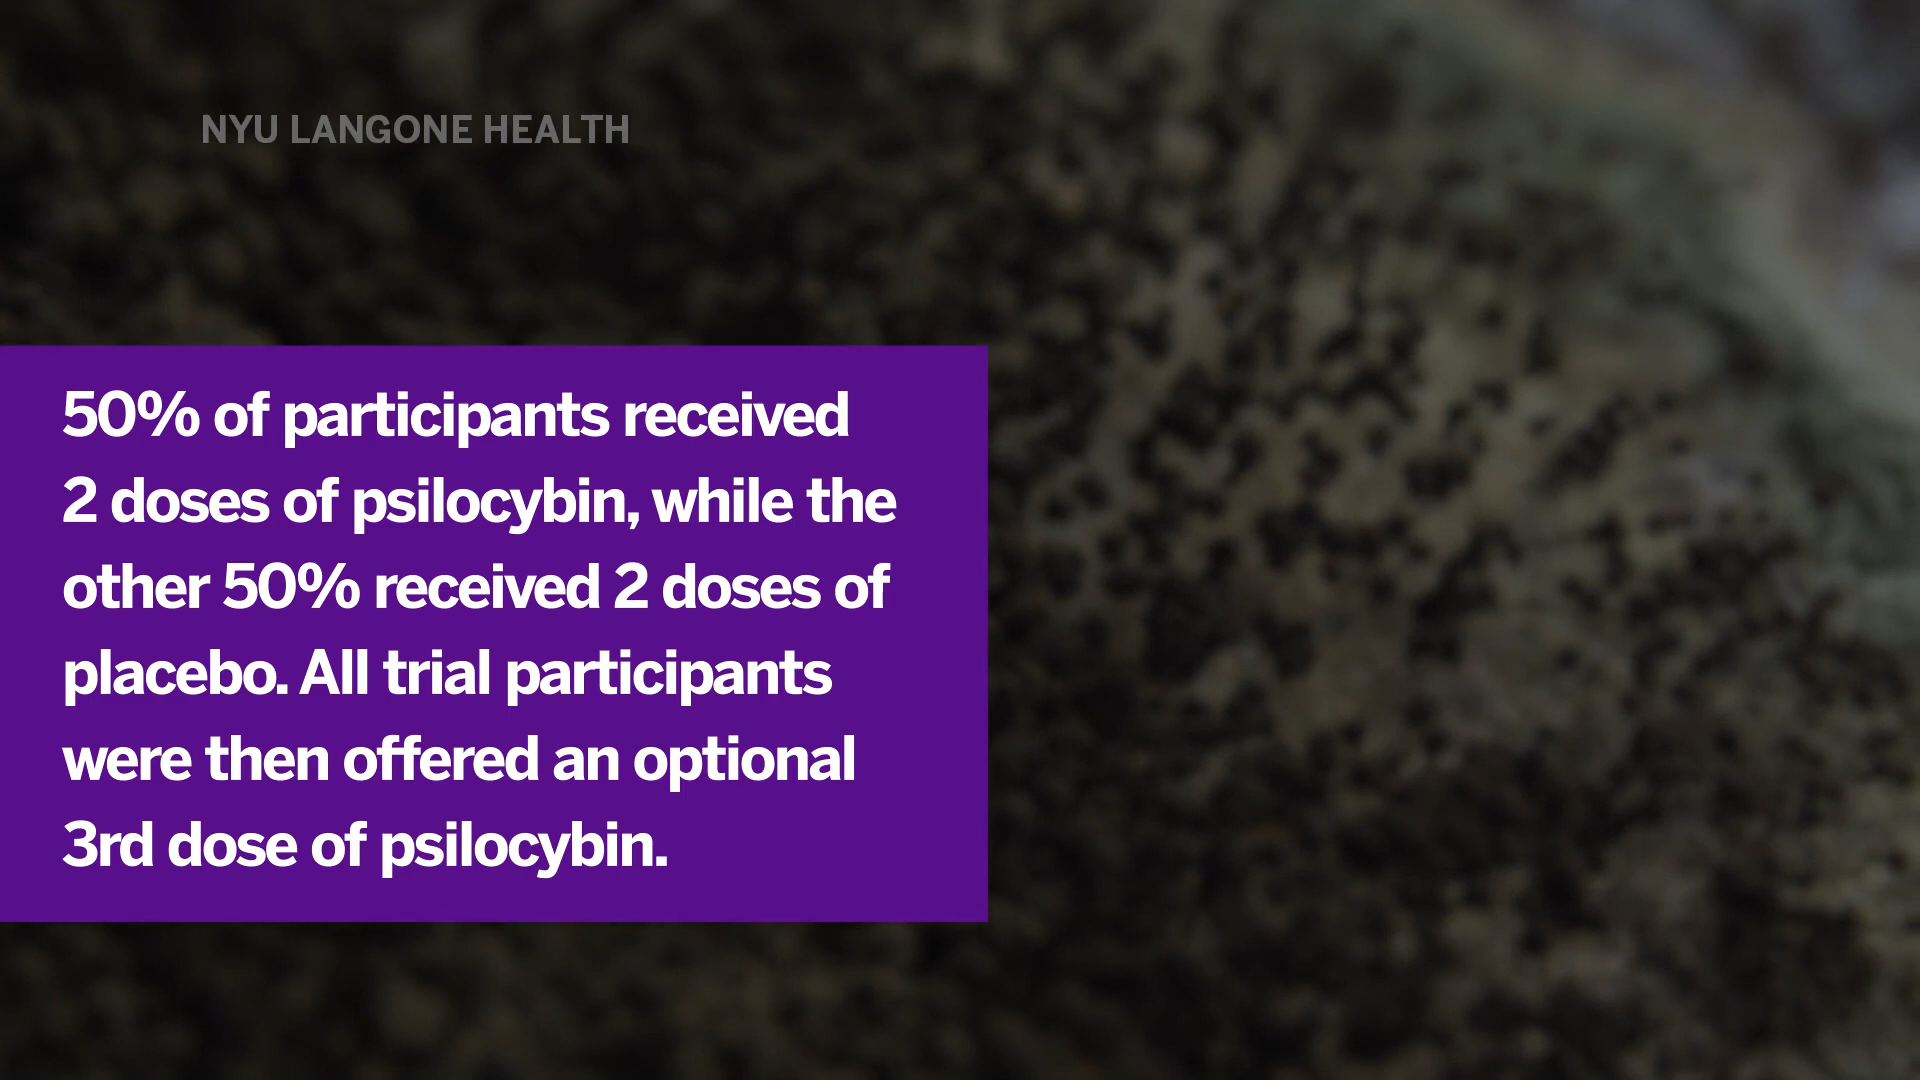 NYU LANGONE HEALTH
50% of participants received
2 doses of psilocybin, while the
other 50% received 2 doses of
placebo. All trial participants
were then offered an optional
3rd dose of psilocybin.